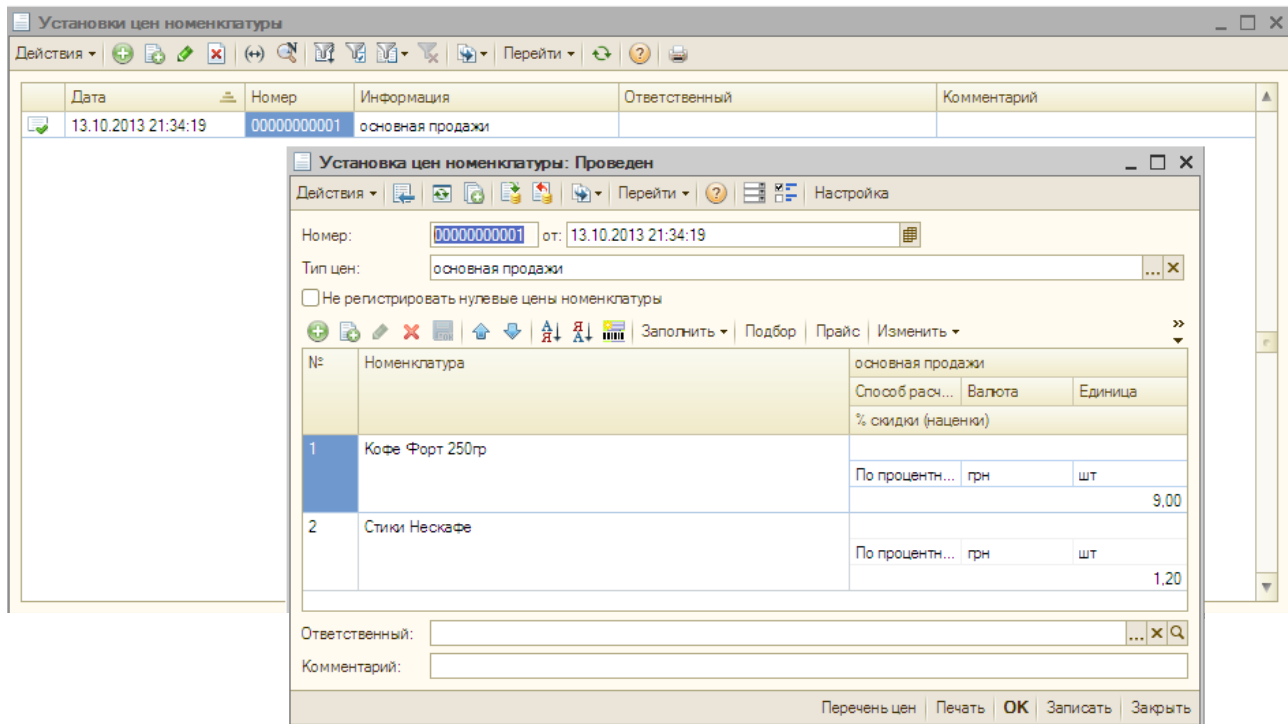 Установки цен номенклатуры
Действия Перейти
Дата Номер Информация Ответственный Комментарий
13.10.2013 21:34:19 00000000001 основная продажи
Установка цен номенклатуры: Проведен
Действия Перейти Настройка
Номер: 00000000001 от: 13.10.2013 21:34:19
Тип цен: основная продажи
Не регистрировать нулевые цены номенклатуры
Заполнить Подбор Прайс Изменить
№ Номенклатура основная продажи
Способ расч... Валюта Единица
% скидки (наценки)
1 Кофе Форт 250гр
По процентн... грн шт
9,00
2 Стики Нескафе
По процентн... грн шт
1,20
Ответственный:
Комментарий:
Перечень цен Печать OK Записать Закрыть